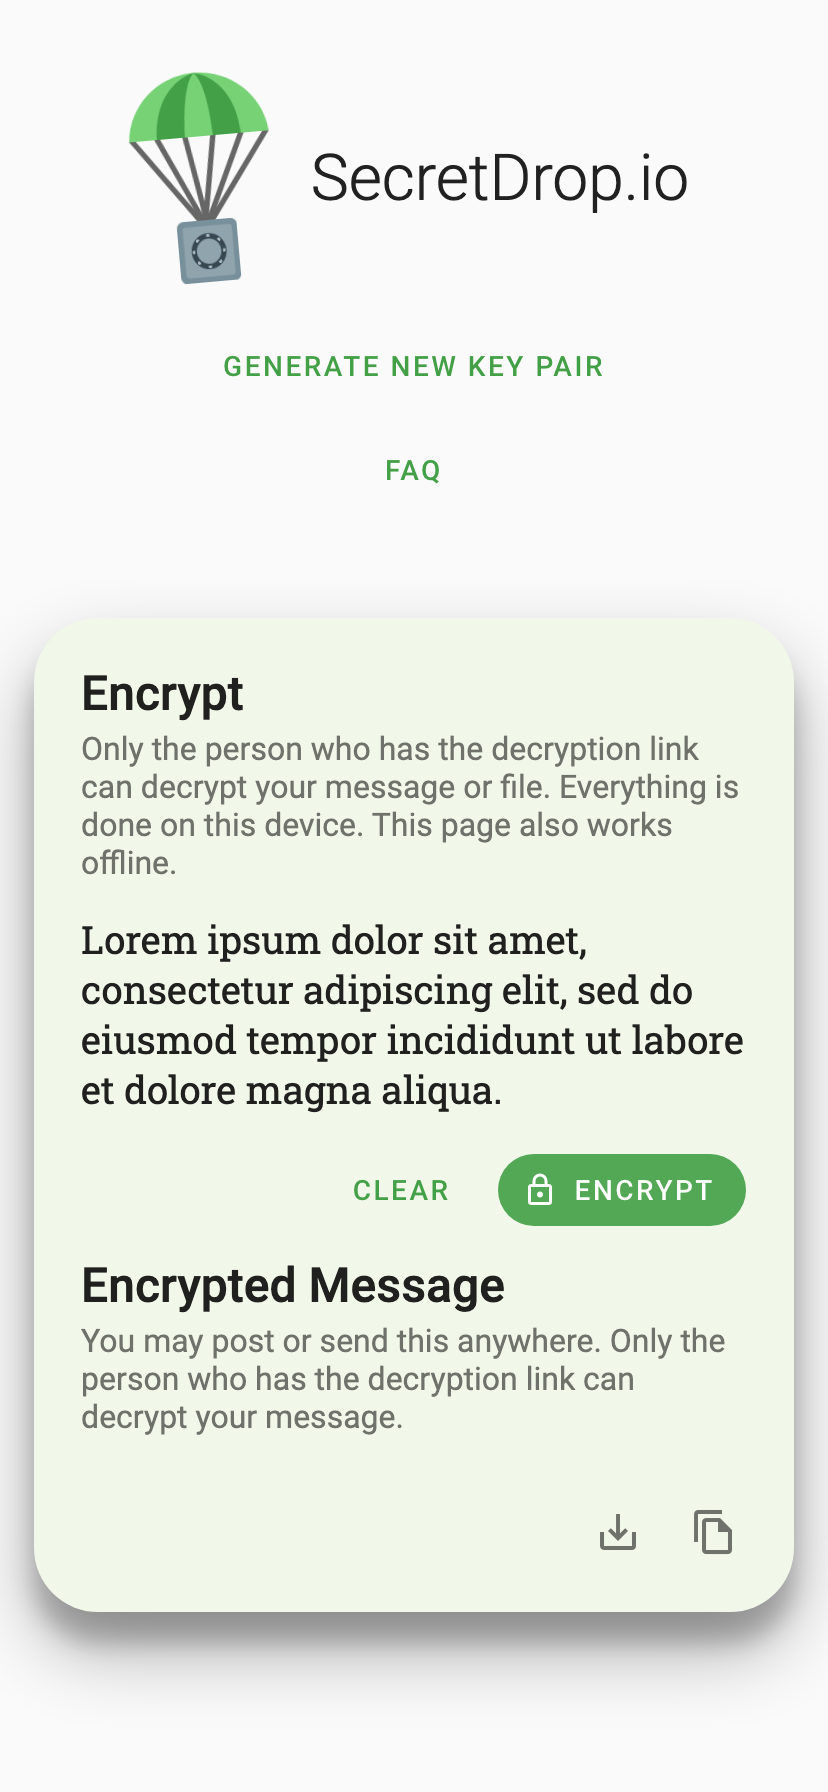 SecretDrop.io
GENERATE NEW KEY PAIR
FAQ
Encrypt
Only the person who has the decryption link
can decrypt your message or file. Everything is
done on this device. This page also works
offline.
Lorem ipsum dolor sit amet,
consectetur adipiscing elit, sed do
eiusmod tempor incididunt ut labore
et dolore magna aliqua.
CLEAR
ENCRYPT
Encrypted Message
You may post or send this anywhere. Only the
person who has the decryption link can
decrypt your message.